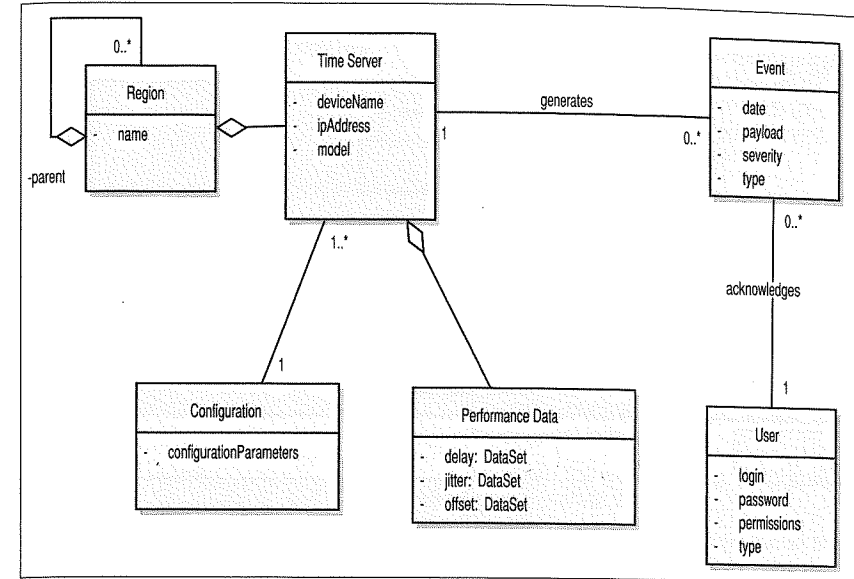 0..*
Region
- name
-parent
Time Server
- deviceName
- ipAddress
- model
generates
1
0..*
Event
- date
- payload
- severity
- type
0..*
acknowledges
1
1..*
1
Configuration
- configurationParameters
Performance Data
- delay: DataSet
- jitter: DataSet
- offset: DataSet
User
- login
- password
- permissions
- type